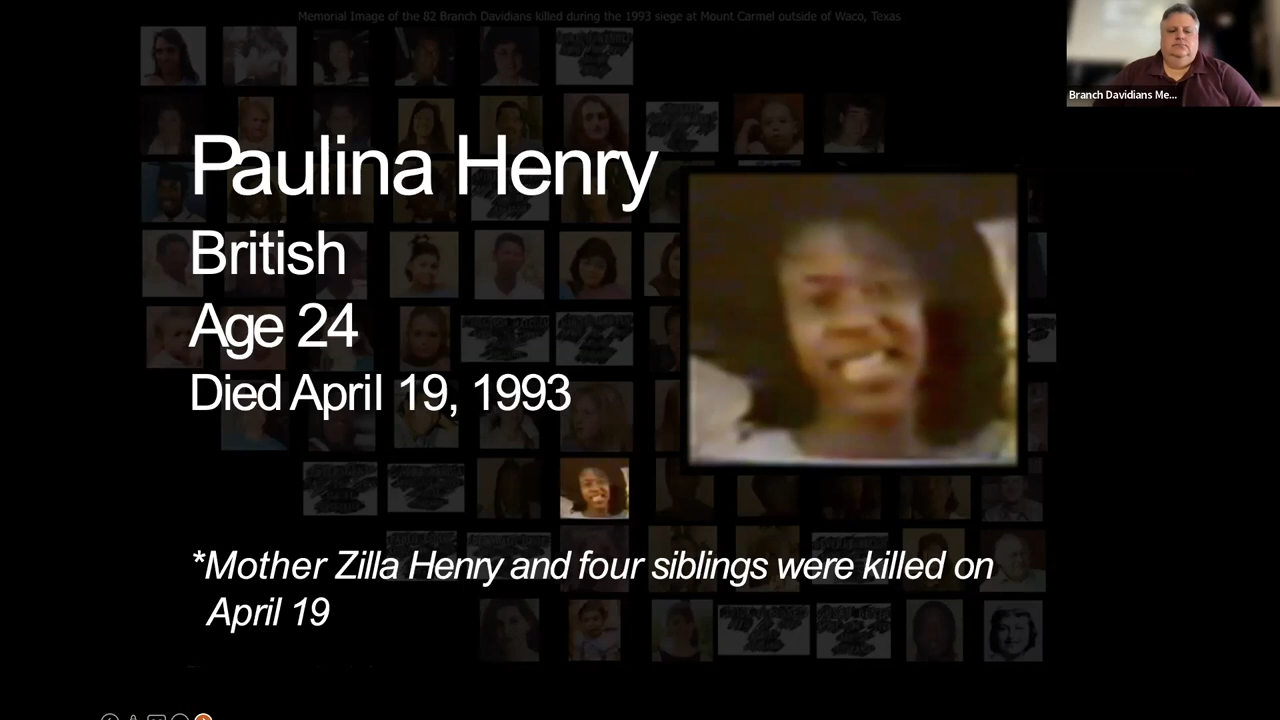 Memorial Image of the 82 Branch Davidians killed during the 1993 siege at Mount Carmel outside of Waco, Texas
Branch Davidians Me...
Paulina Henry
British
Age 24
Died April 19, 1993
*Mother Zilla Henry and four siblings were killed on
April 19